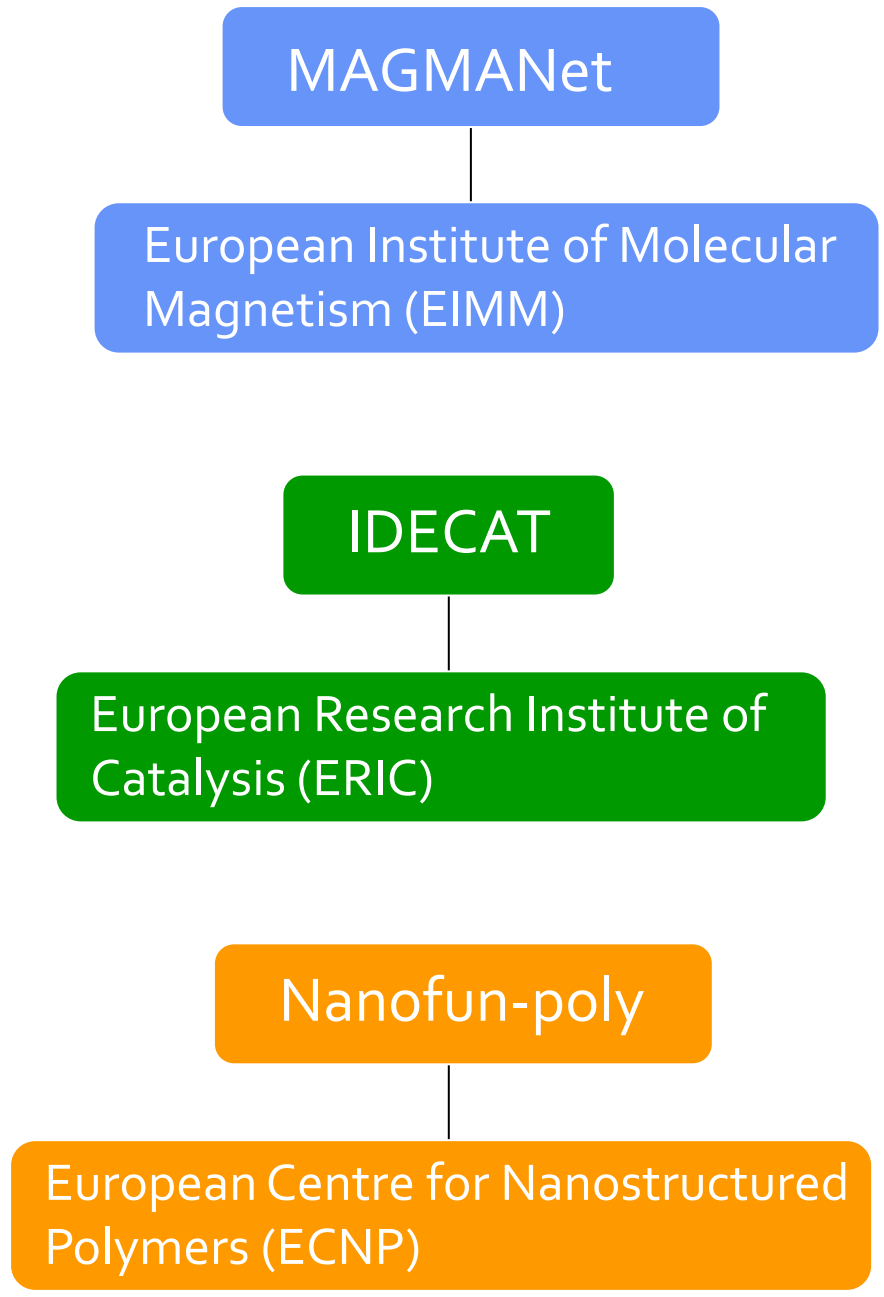 MAGMANet
European Institute of Molecular
Magnetism (EIMM)
IDECAT
European Research Institute of
Catalysis (ERIC)
Nanofun-poly
European Centre for Nanostructured
Polymers (ECNP)